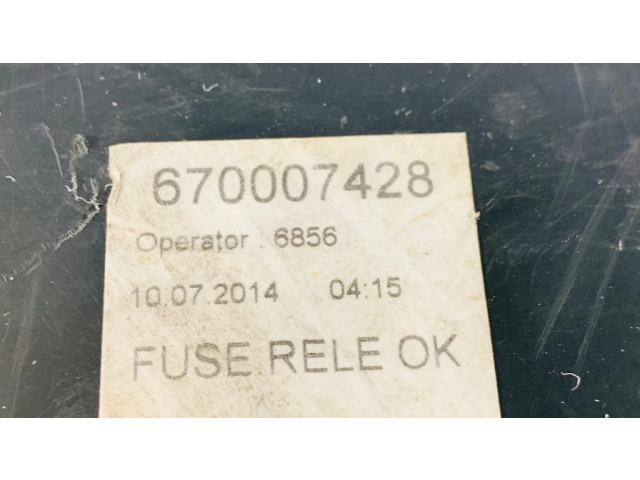 670007428
Operator : 6856
10.07.2014 04:15
FUSE RELE OK